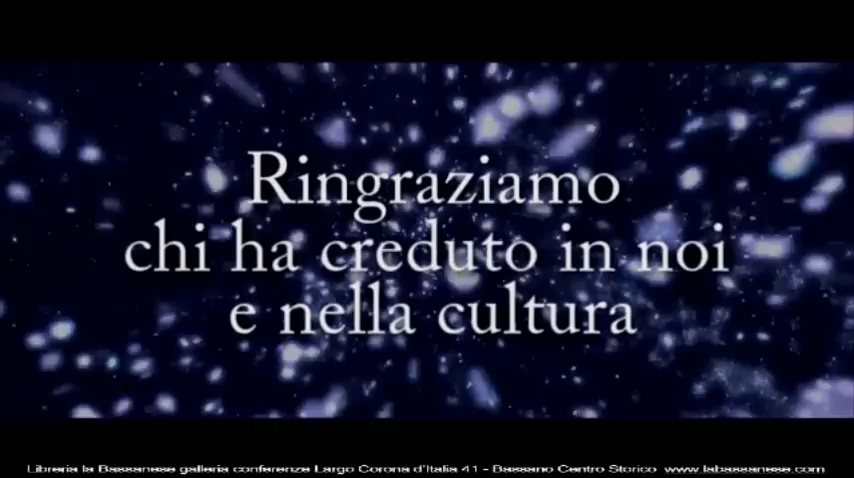 Ringraziamo
chi ha creduto in noi
e nella cultura
Libreria la Bassanese galleria conferenze Largo Corona d'Italia 41 - Bassano Centro Storico www.labassanese.com